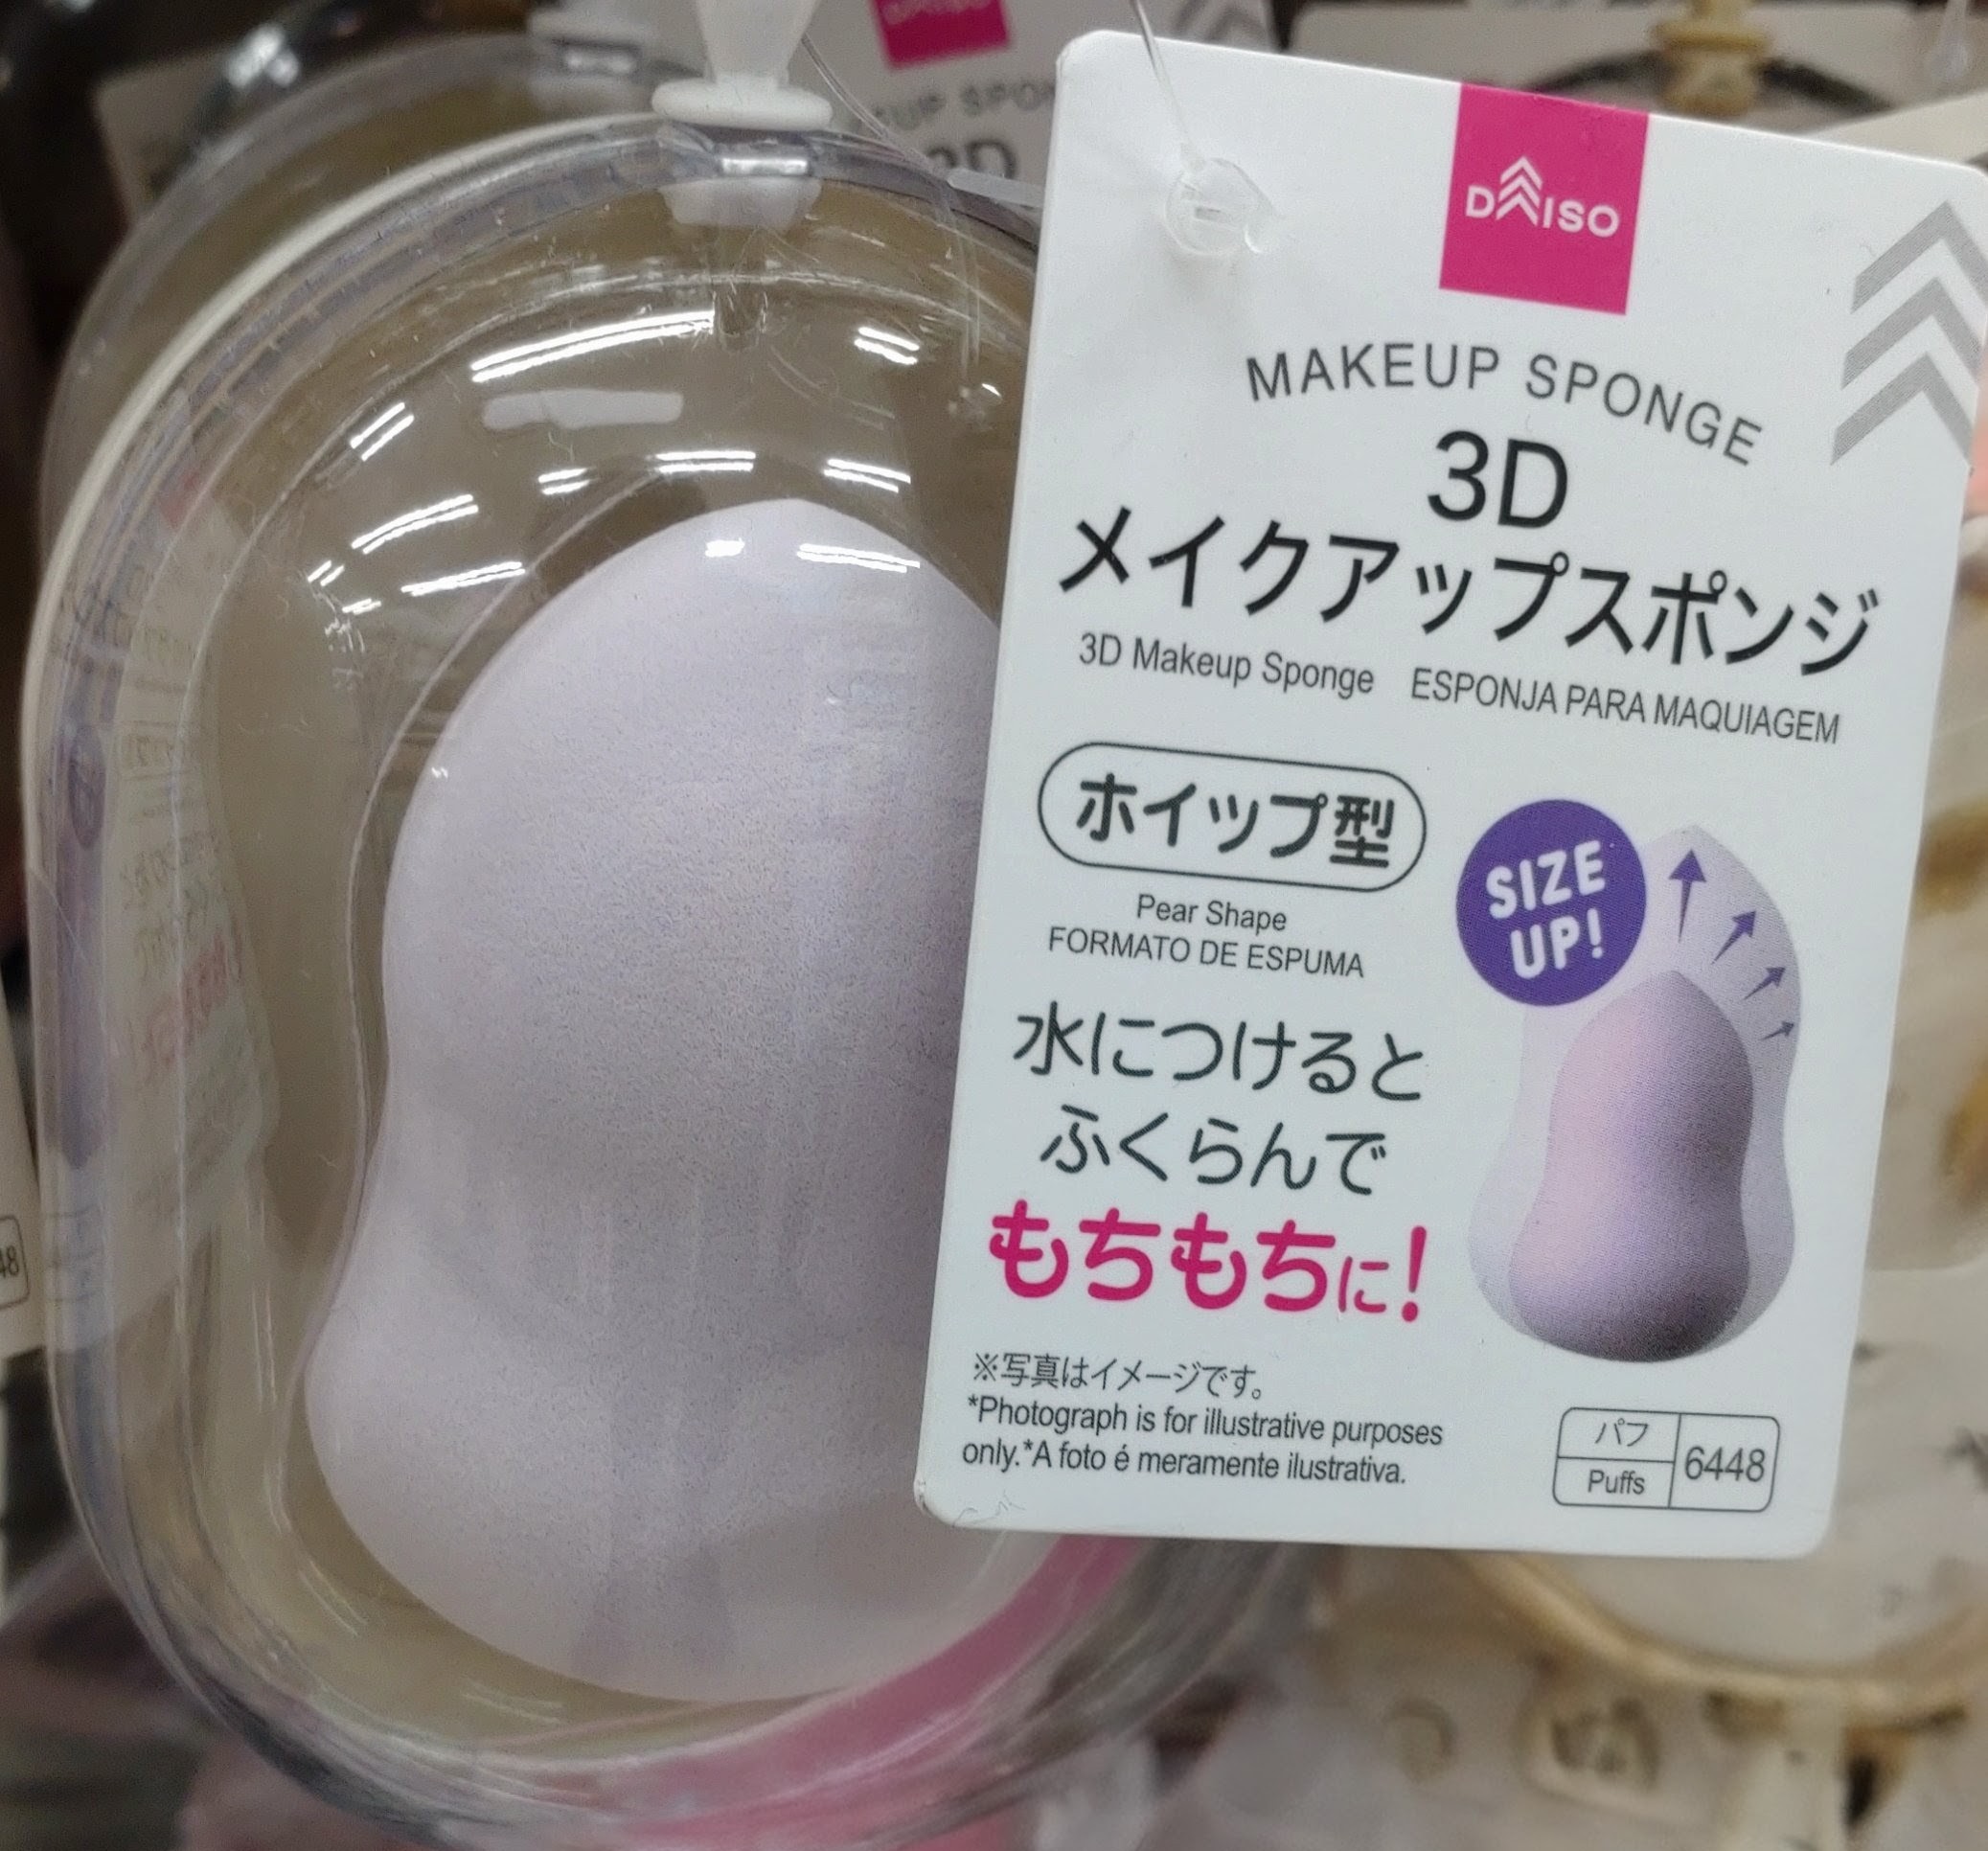 DAISO
MAKEUP SPONGE
3D
メイクアップスポンジ
3D Makeup Sponge ESPONJA PARA MAQUIAGEM
ホイップ型
Pear Shape
FORMATO DE ESPUMA
SIZE
UP!
水につけると
ふくらんで
もちもちに!
※写真はイメージです。
*Photograph is for illustrative purposes
only.*A foto é meramente ilustrativa.
パフ
Puffs
6448